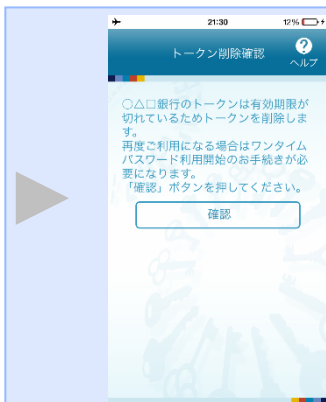 21:30 12%
トークン削除確認
?
ヘルプ
○△□銀行のトークンは有効期限が
切れているためトークンを削除しま
す。
再度ご利用になる場合はワンタイム
パスワード利用開始のお手続きが必
要になります。
「確認」ボタンを押してください。
確認